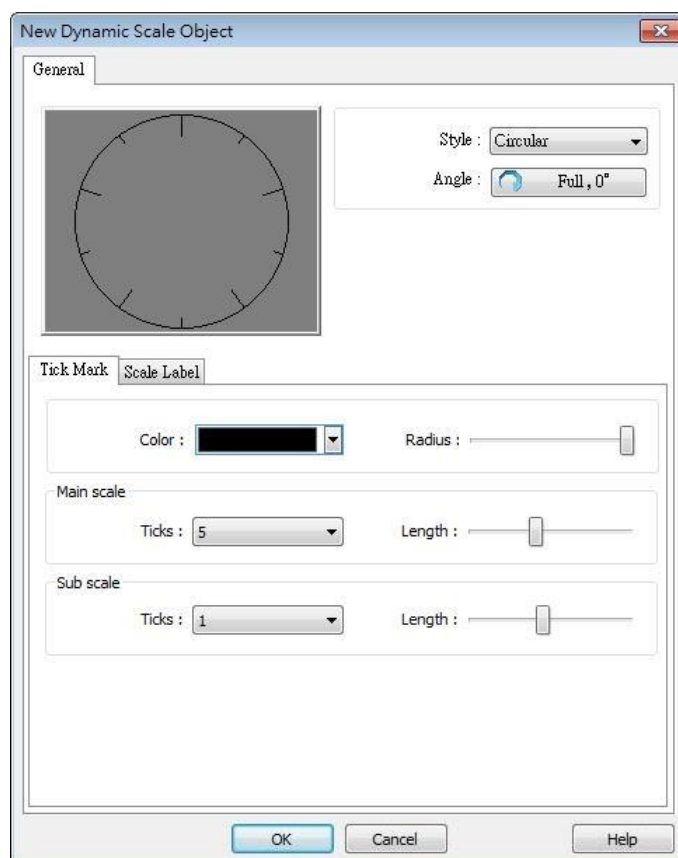 New Dynamic Scale Object
General
Style : Circular
Angle : Full , 0°
Tick Mark Scale Label
Color : Radius :
Main scale
Ticks : 5 Length :
Sub scale
Ticks : 1 Length :
OK Cancel Help